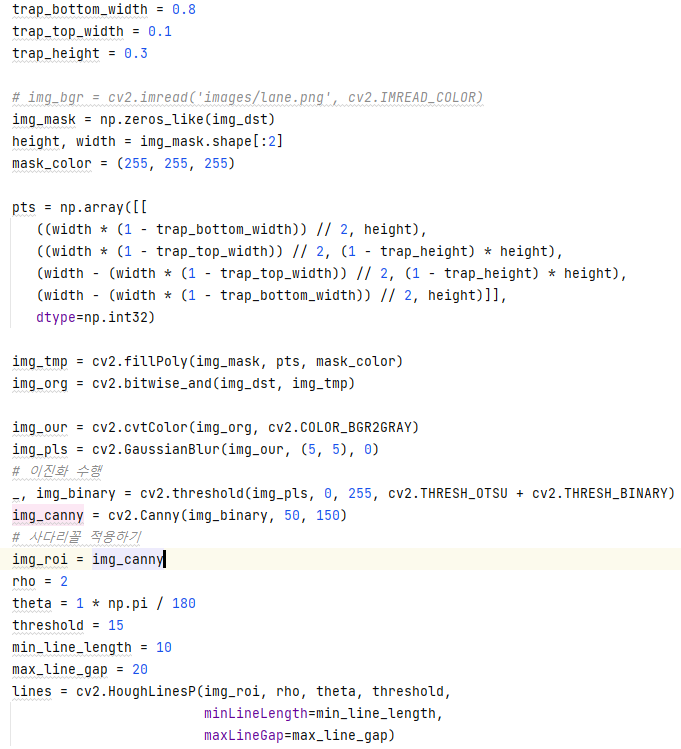 trap_bottom_width = 0.8
trap_top_width = 0.1
trap_height = 0.3

# img_bgr = cv2.imread('images/lane.png', cv2.IMREAD_COLOR)
img_mask = np.zeros_like(img_dst)
height, width = img_mask.shape[:2]
mask_color = (255, 255, 255)

pts = np.array([[
   ((width * (1 - trap_bottom_width)) // 2, height),
   ((width * (1 - trap_top_width)) // 2, (1 - trap_height) * height),
   (width - (width * (1 - trap_top_width)) // 2, (1 - trap_height) * height),
   (width - (width * (1 - trap_bottom_width)) // 2, height)]],
   dtype=np.int32)

img_tmp = cv2.fillPoly(img_mask, pts, mask_color)
img_org = cv2.bitwise_and(img_dst, img_tmp)

img_our = cv2.cvtColor(img_org, cv2.COLOR_BGR2GRAY)
img_pls = cv2.GaussianBlur(img_our, (5, 5), 0)
# 이진화 수행
_, img_binary = cv2.threshold(img_pls, 0, 255, cv2.THRESH_OTSU + cv2.THRESH_BINARY)
img_canny = cv2.Canny(img_binary, 50, 150)
# 사다리꼴 적용하기
img_roi = img_canny
rho = 2
theta = 1 * np.pi / 180
threshold = 15
min_line_length = 10
max_line_gap = 20
lines = cv2.HoughLinesP(img_roi, rho, theta, threshold,
                        minLineLength=min_line_length,
                        maxLineGap=max_line_gap)